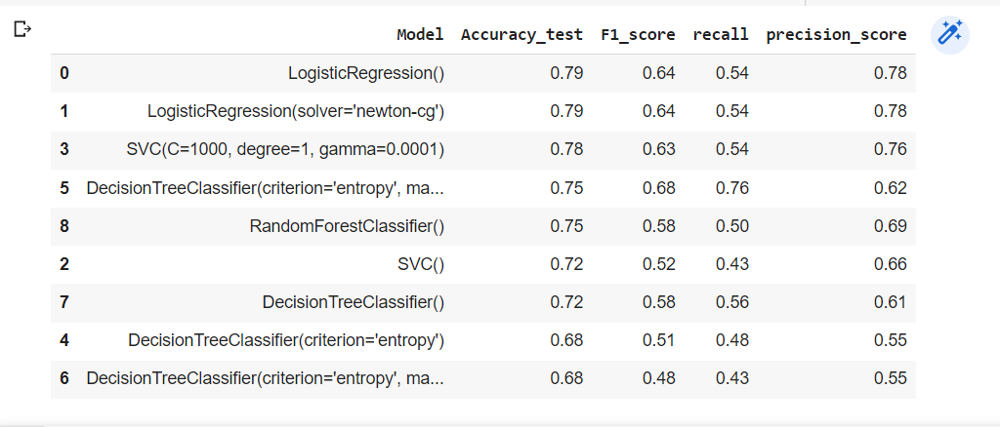 Model Accuracy_test F1_score recall precision_score
0 LogisticRegression() 0.79 0.64 0.54 0.78
1 LogisticRegression(solver='newton-cg') 0.79 0.64 0.54 0.78
3 SVC(C=1000, degree=1, gamma=0.0001) 0.78 0.63 0.54 0.76
5 DecisionTreeClassifier(criterion='entropy', ma... 0.75 0.68 0.76 0.62
8 RandomForestClassifier() 0.75 0.58 0.50 0.69
2 SVC() 0.72 0.52 0.43 0.66
7 DecisionTreeClassifier() 0.72 0.58 0.56 0.61
4 DecisionTreeClassifier(criterion='entropy') 0.68 0.51 0.48 0.55
6 DecisionTreeClassifier(criterion='entropy', ma... 0.68 0.48 0.43 0.55